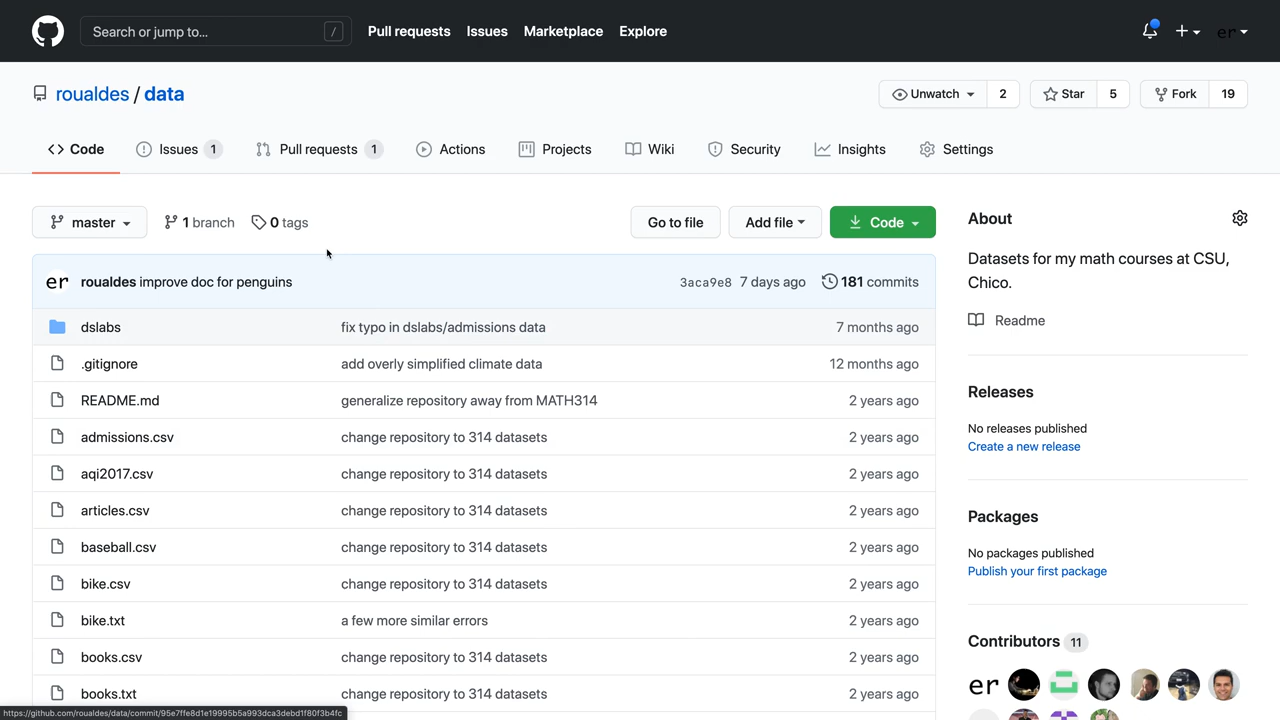 Search or jump to... /
Pull requests Issues Marketplace Explore
er
roualdes / data
Unwatch 2
Star 5
Fork 19
Code
Issues 1
Pull requests 1
Actions
Projects
Wiki
Security
Insights
Settings
master
1 branch
0 tags
Go to file
Add file
Code
er roualdes improve doc for penguins 3aca9e8 7 days ago 181 commits
dslabs fix typo in dslabs/admissions data 7 months ago
.gitignore add overly simplified climate data 12 months ago
README.md generalize repository away from MATH314 2 years ago
admissions.csv change repository to 314 datasets 2 years ago
aqi2017.csv change repository to 314 datasets 2 years ago
articles.csv change repository to 314 datasets 2 years ago
baseball.csv change repository to 314 datasets 2 years ago
bike.csv change repository to 314 datasets 2 years ago
bike.txt a few more similar errors 2 years ago
books.csv change repository to 314 datasets 2 years ago
books.txt change repository to 314 datasets 2 years ago
About
Datasets for my math courses at CSU,
Chico.
Readme
Releases
No releases published
Create a new release
Packages
No packages published
Publish your first package
Contributors 11
er
https://github.com/roualdes/data/commit/95e7ffe8d1e19995b5a993dca3debd1f80f3b4fc